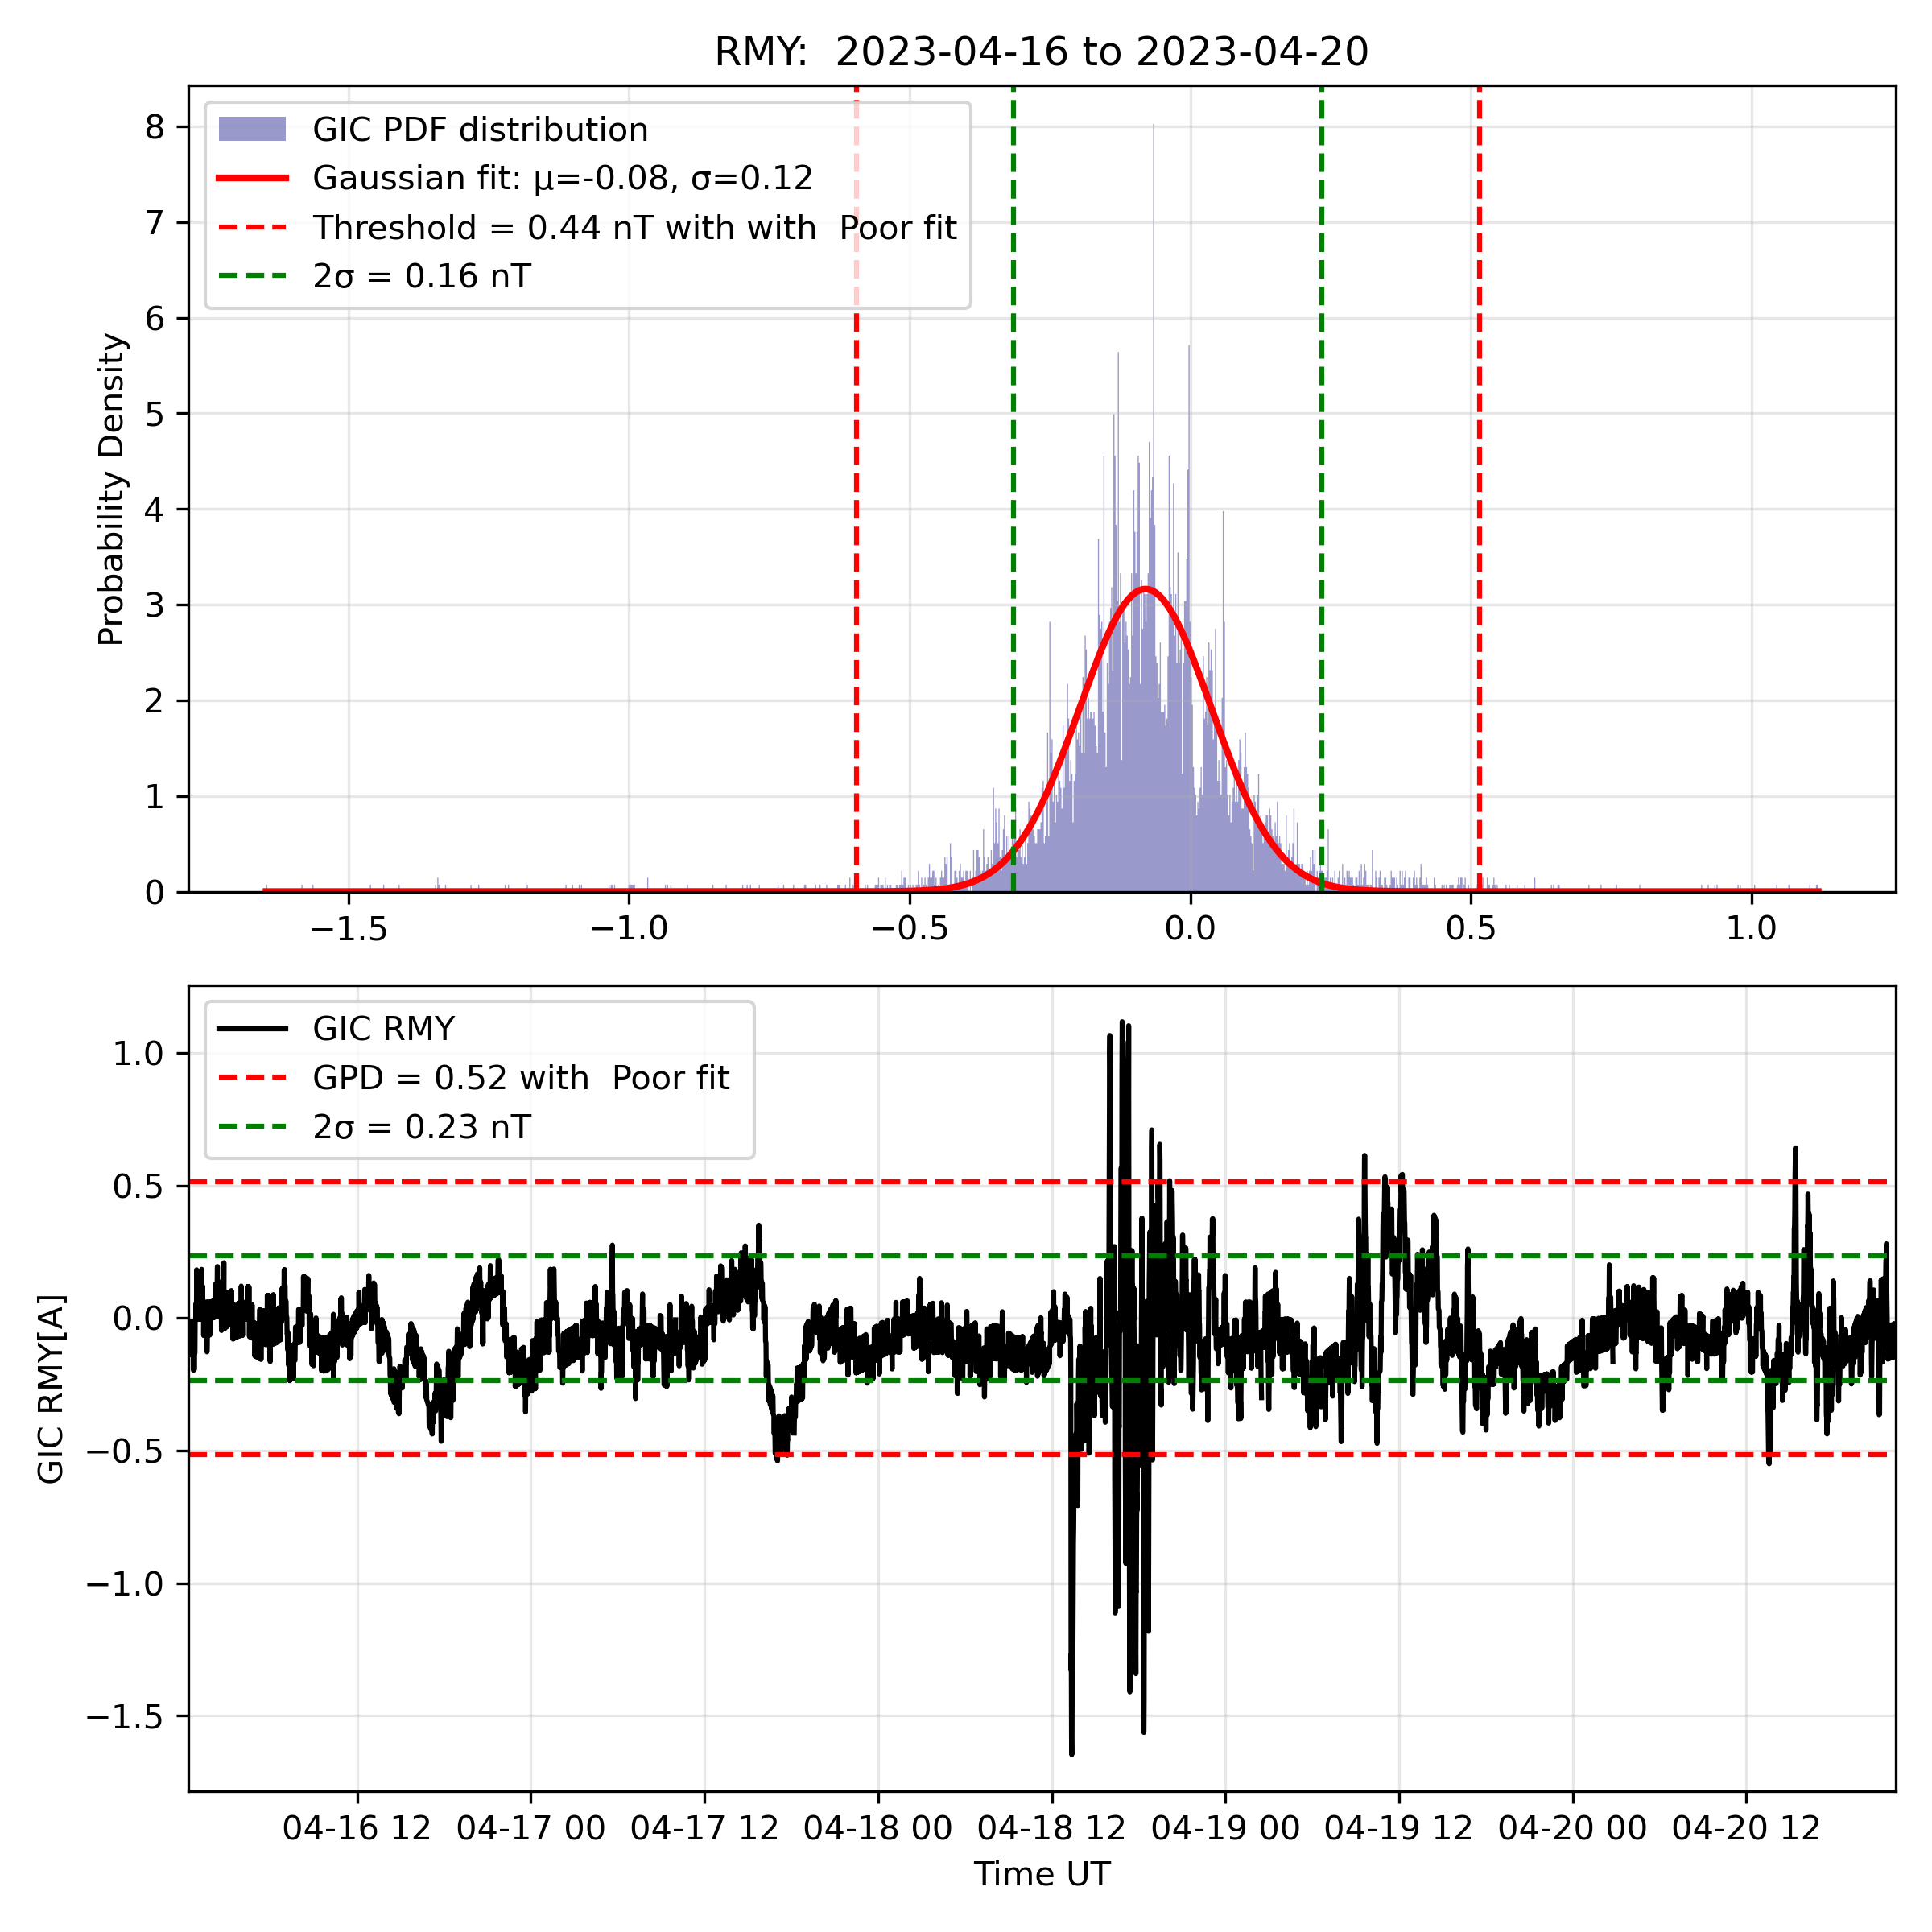 RMY:  2023-04-16 to 2023-04-20
GIC PDF distribution
Gaussian fit: μ=-0.08, σ=0.12
Threshold = 0.44 nT with with  Poor fit
2σ = 0.16 nT
Probability Density
8
7
6
5
4
3
2
1
0
−1.5
−1.0
−0.5
0.0
0.5
1.0
GIC RMY
GPD = 0.52 with  Poor fit
2σ = 0.23 nT
GIC RMY[A]
1.0
0.5
0.0
−0.5
−1.0
−1.5
04-16 12
04-17 00
04-17 12
04-18 00
04-18 12
04-19 00
04-19 12
04-20 00
04-20 12
Time UT